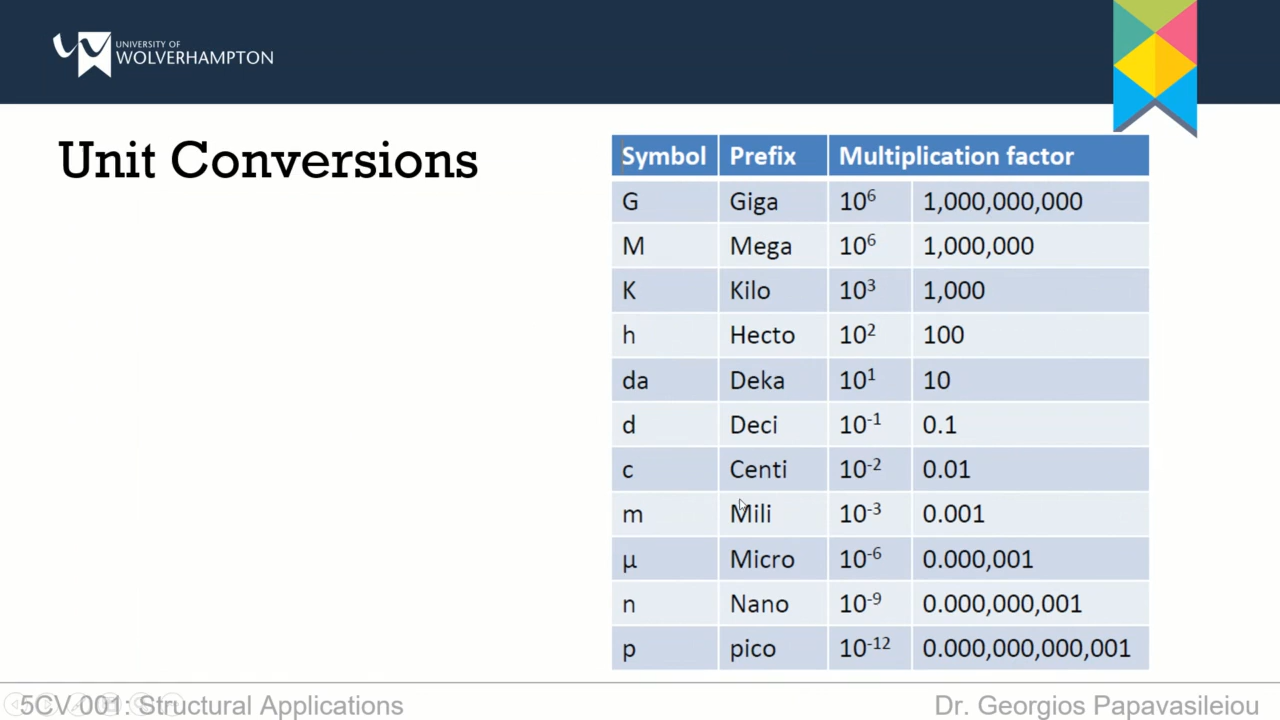 UNIVERSITY OF
WOLVERHAMPTON
Unit Conversions
Symbol Prefix Multiplication factor
G Giga 10⁶ 1,000,000,000
M Mega 10⁶ 1,000,000
K Kilo 10³ 1,000
h Hecto 10² 100
da Deka 10¹ 10
d Deci 10⁻¹ 0.1
c Centi 10⁻² 0.01
m Mili 10⁻³ 0.001
μ Micro 10⁻⁶ 0.000,001
n Nano 10⁻⁹ 0.000,000,001
p pico 10⁻¹² 0.000,000,000,001
5CV 001: Structural Applications
Dr. Georgios Papavasileiou